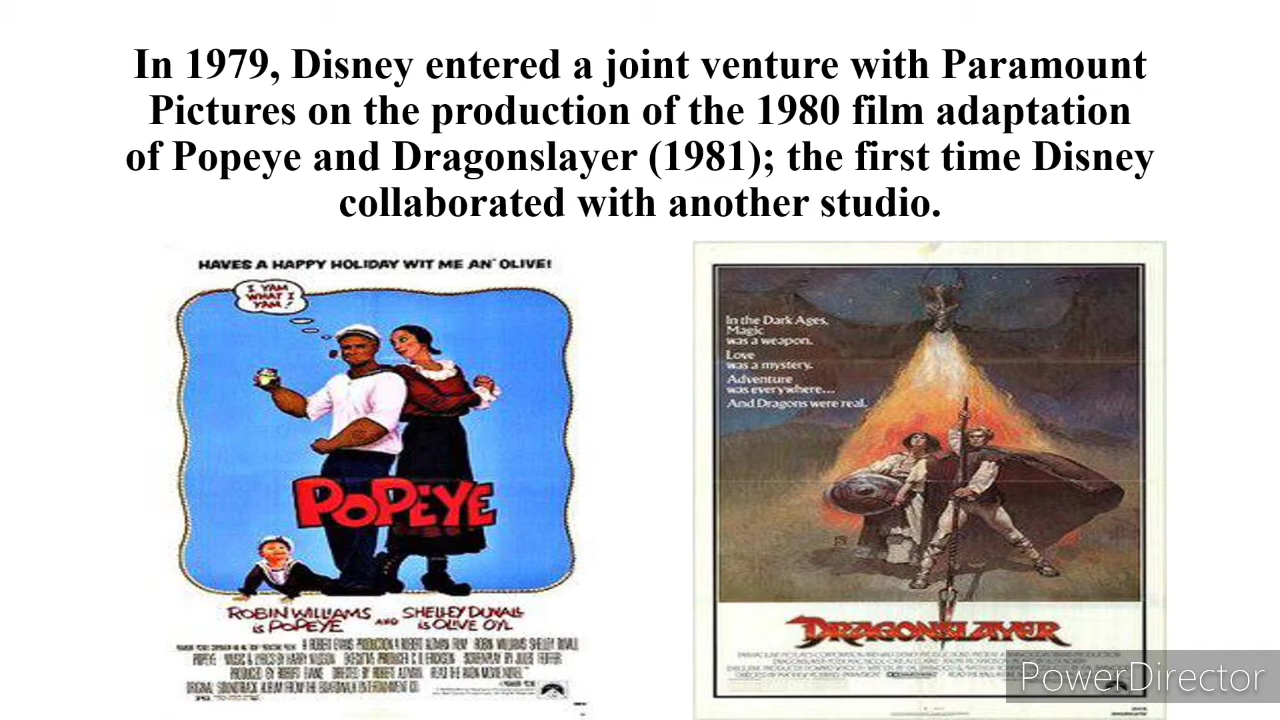 In 1979, Disney entered a joint venture with Paramount
Pictures on the production of the 1980 film adaptation
of Popeye and Dragonslayer (1981); the first time Disney
collaborated with another studio.
HAVES A HAPPY HOLIDAY WIT ME AN' OLIVE!
I YAM
WHAT I
YAM!
POPEYE
ROBIN WILLIAMS
is POPEYE
AND
SHELLEY DUVALL
is OLIVE OYL
In the Dark Ages,
Magic
was a weapon.
Love
was a mystery.
Adventure
was everywhere...
And Dragons were real.
DRAGONSLAYER
PowerDirector